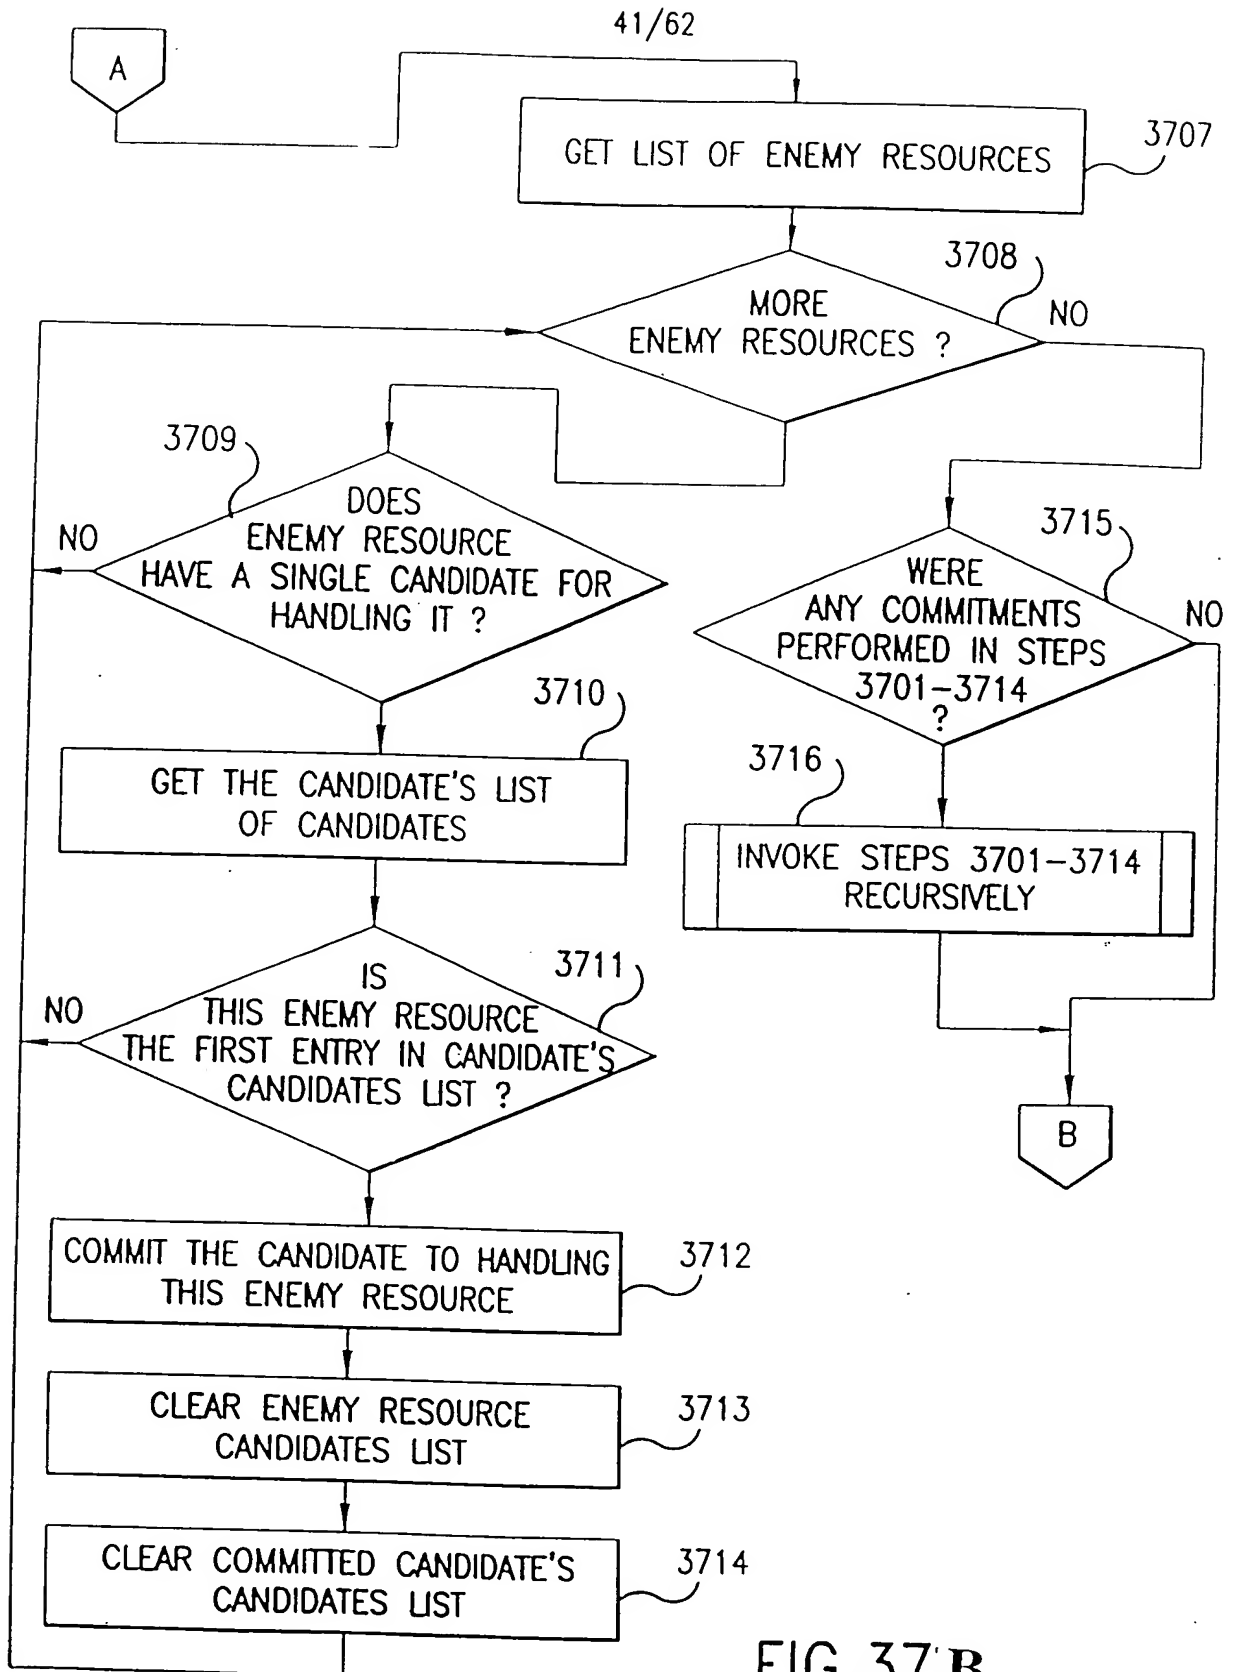 41/62
A
GET LIST OF ENEMY RESOURCES
3707
3708
MORE
ENEMY RESOURCES ?
NO
3709
DOES
ENEMY RESOURCE
HAVE A SINGLE CANDIDATE FOR
HANDLING IT ?
NO
3710
GET THE CANDIDATE'S LIST
OF CANDIDATES
3711
IS
THIS ENEMY RESOURCE
THE FIRST ENTRY IN CANDIDATE'S
CANDIDATES LIST ?
NO
COMMIT THE CANDIDATE TO HANDLING
THIS ENEMY RESOURCE
3712
CLEAR ENEMY RESOURCE
CANDIDATES LIST
3713
CLEAR COMMITTED CANDIDATE'S
CANDIDATES LIST
3714
3715
WERE
ANY COMMITMENTS
PERFORMED IN STEPS
3701-3714
?
NO
3716
INVOKE STEPS 3701-3714
RECURSIVELY
B
FIG. 37 B